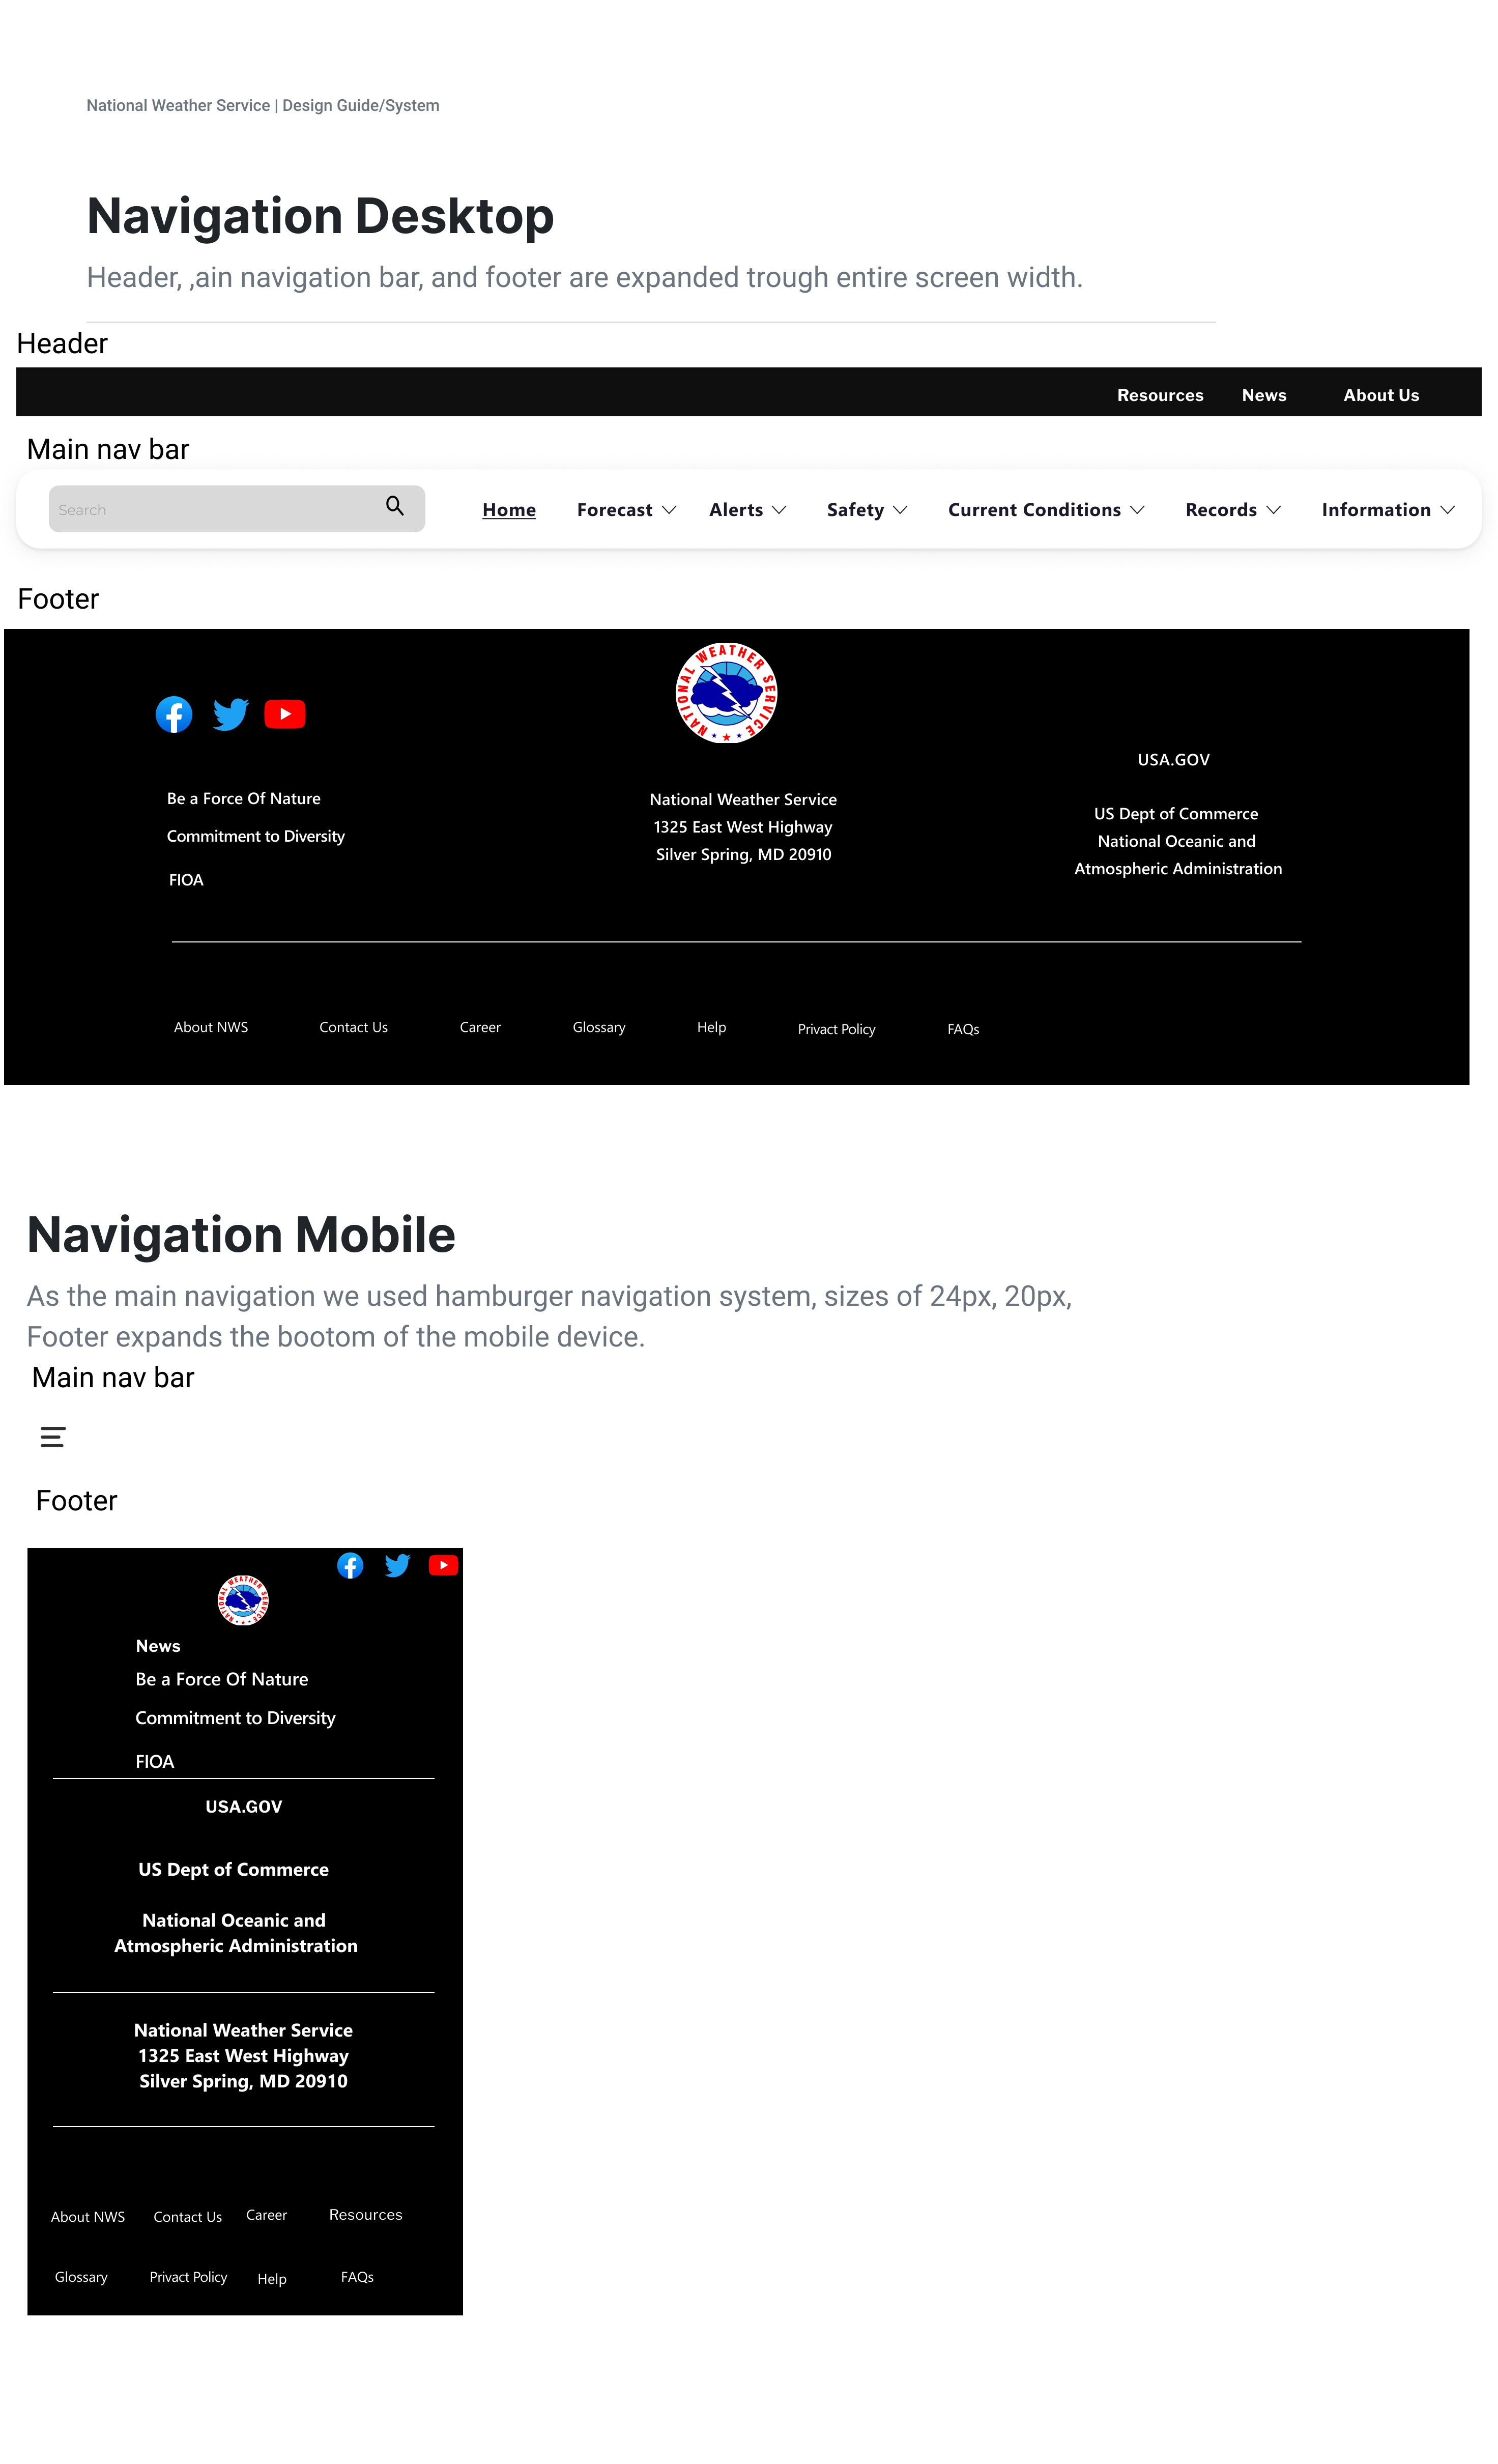 National Weather Service | Design Guide/System
Navigation Desktop
Header, ,ain navigation bar, and footer are expanded trough entire screen width.
Header
Resources News About Us
Main nav bar
Search Home Forecast Alerts Safety Current Conditions Records Information
Footer
NATIONAL WEATHER SERVICE
USA.GOV
Be a Force Of Nature
Commitment to Diversity
FIOA
National Weather Service
1325 East West Highway
Silver Spring, MD 20910
US Dept of Commerce
National Oceanic and
Atmospheric Administration
About NWS Contact Us Career Glossary Help Privact Policy FAQs
Navigation Mobile
As the main navigation we used hamburger navigation system, sizes of 24px, 20px,
Footer expands the bootom of the mobile device.
Main nav bar
Footer
NATIONAL WEATHER SERVICE
News
Be a Force Of Nature
Commitment to Diversity
FIOA
USA.GOV
US Dept of Commerce
National Oceanic and
Atmospheric Administration
National Weather Service
1325 East West Highway
Silver Spring, MD 20910
About NWS Contact Us Career Resources
Glossary Privact Policy Help FAQs